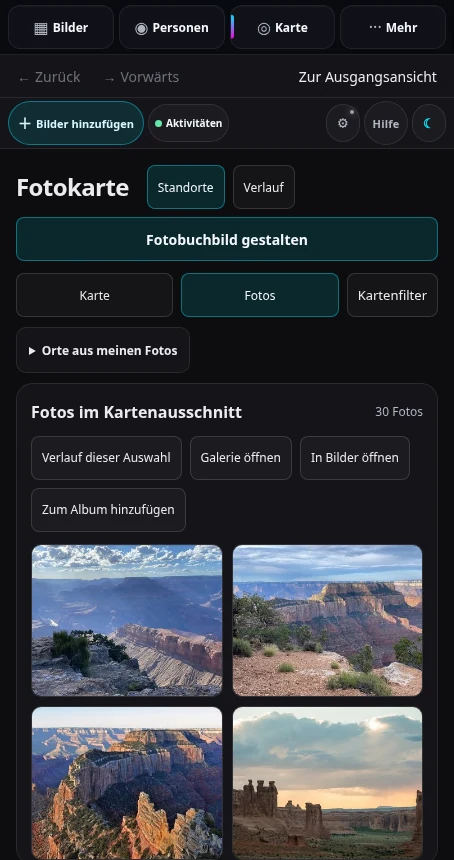 Bilder
Personen
Karte
··· Mehr
← Zurück
→ Vorwärts
Zur Ausgangsansicht
+ Bilder hinzufügen
Aktivitäten
Hilfe
Fotokarte
Standorte
Verlauf
Fotobuchbild gestalten
Karte
Fotos
Kartenfilter
▶ Orte aus meinen Fotos
Fotos im Kartenausschnitt
30 Fotos
Verlauf dieser Auswahl
Galerie öffnen
In Bilder öffnen
Zum Album hinzufügen